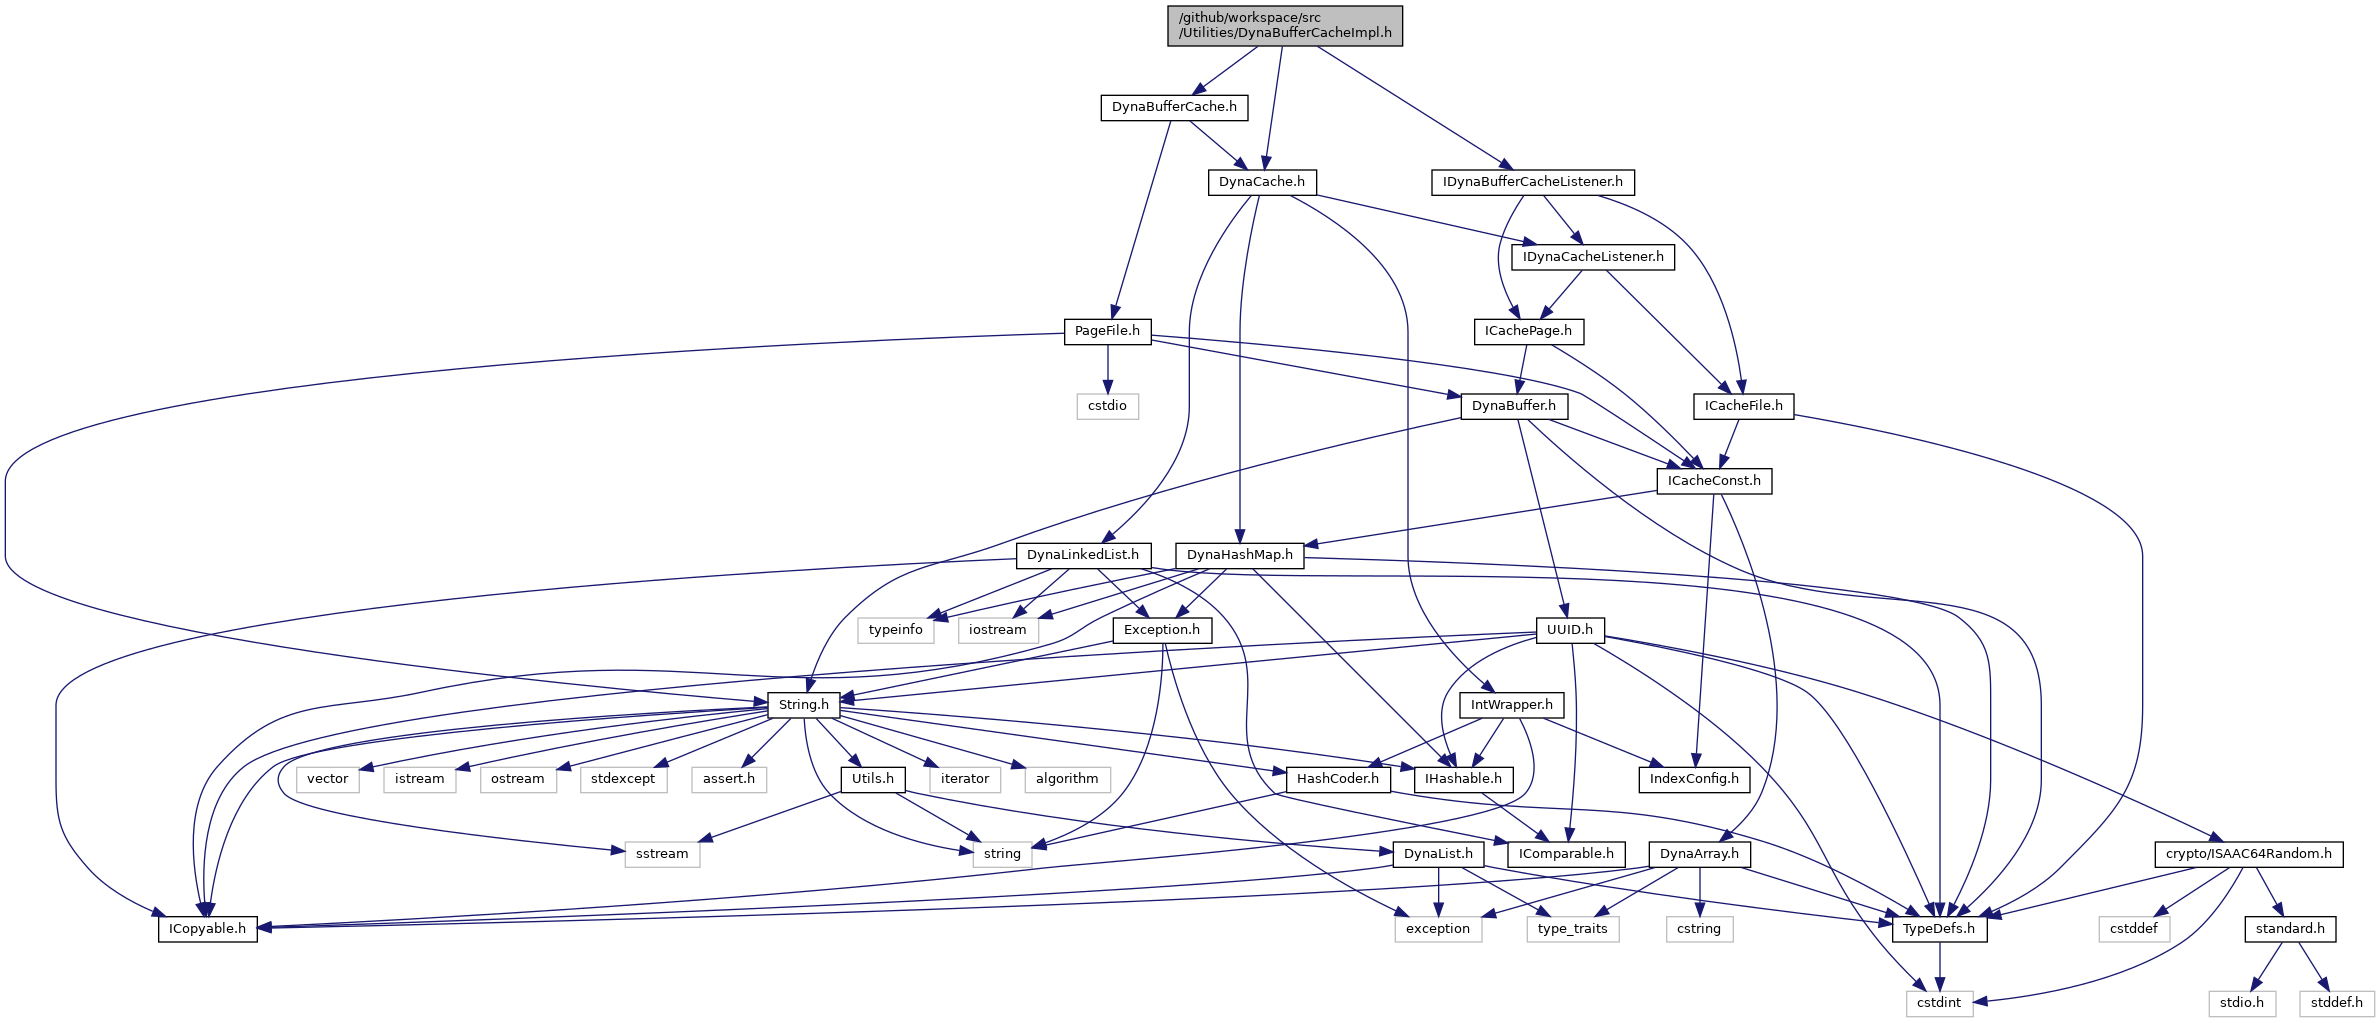 /github/workspace/src
/Utilities/DynaBufferCacheImpl.h
DynaBufferCache.h
DynaCache.h
IDynaBufferCacheListener.h
IDynaCacheListener.h
PageFile.h
ICachePage.h
cstdio
DynaBuffer.h
ICacheFile.h
ICacheConst.h
DynaLinkedList.h
DynaHashMap.h
typeinfo
iostream
Exception.h
UUID.h
String.h
IntWrapper.h
vector
istream
ostream
stdexcept
assert.h
Utils.h
iterator
algorithm
HashCoder.h
IHashable.h
IndexConfig.h
sstream
string
DynaList.h
IComparable.h
DynaArray.h
crypto/ISAAC64Random.h
ICopyable.h
exception
type_traits
cstring
TypeDefs.h
cstddef
standard.h
cstdint
stdio.h
stddef.h